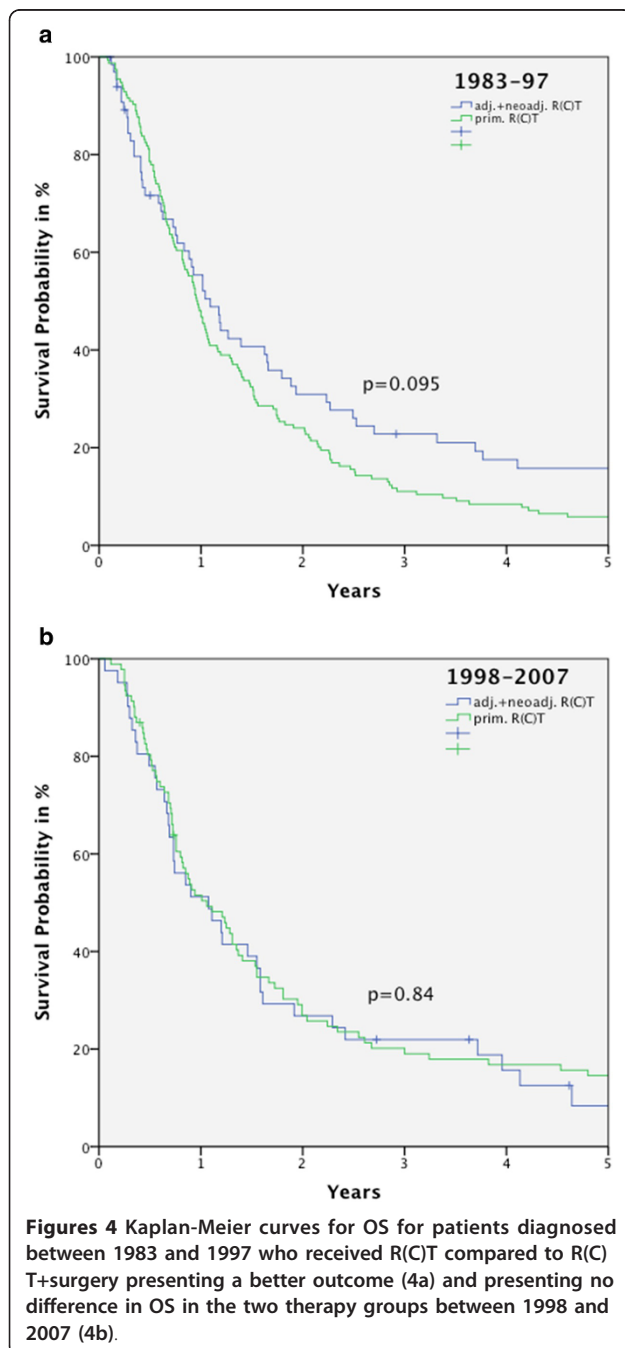 a
1983-97
adj.+neoadj. R(C)T
prim. R(C)T
100
80
60
40
20
0
Survival Probability in %
p=0.095
0 1 2 3 4 5
Years
b
1998-2007
adj.+neoadj. R(C)T
prim. R(C)T
100
80
60
40
20
0
Survival Probability in %
p=0.84
0 1 2 3 4 5
Years
Figures 4 Kaplan-Meier curves for OS for patients diagnosed
between 1983 and 1997 who received R(C)T compared to R(C)
T+surgery presenting a better outcome (4a) and presenting no
difference in OS in the two therapy groups between 1998 and
2007 (4b).